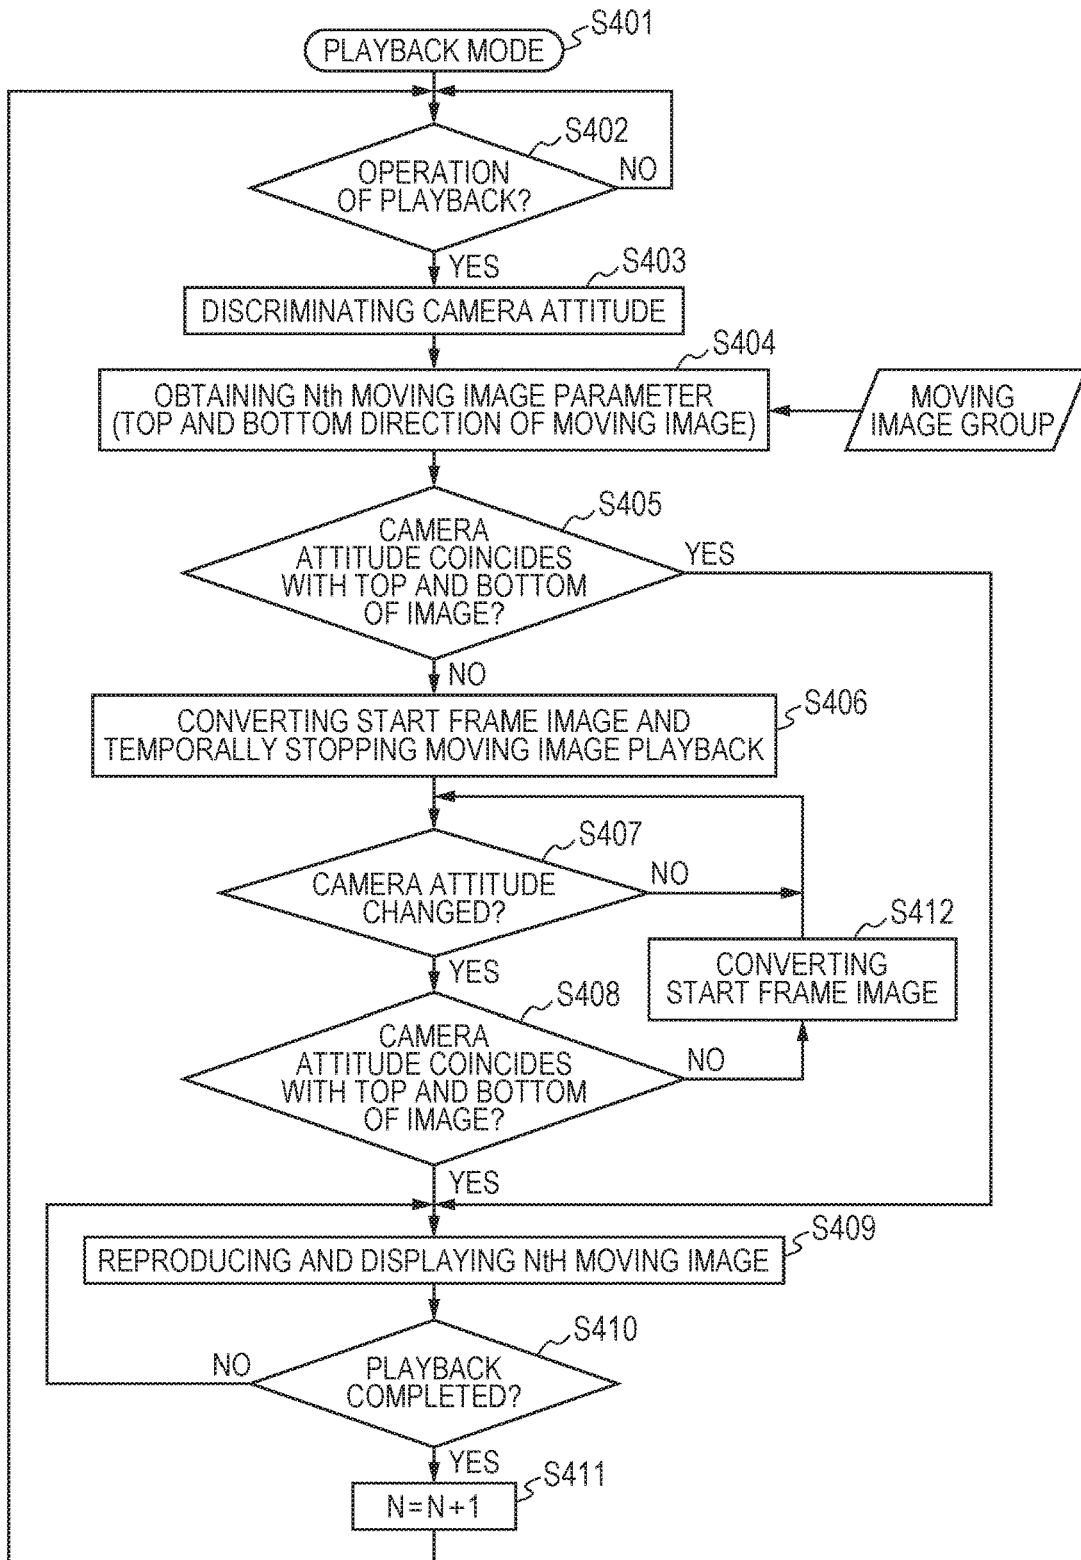 S401
PLAYBACK MODE
S402
OPERATION
OF PLAYBACK?
NO
YES
S403
DISCRIMINATING CAMERA ATTITUDE
S404
OBTAINING Nth MOVING IMAGE PARAMETER
(TOP AND BOTTOM DIRECTION OF MOVING IMAGE)
MOVING
IMAGE GROUP
S405
CAMERA
ATTITUDE COINCIDES
WITH TOP AND BOTTOM
OF IMAGE?
YES
NO
S406
CONVERTING START FRAME IMAGE AND
TEMPORALLY STOPPING MOVING IMAGE PLAYBACK
S407
CAMERA ATTITUDE
CHANGED?
NO
YES
S412
CONVERTING
START FRAME IMAGE
S408
CAMERA
ATTITUDE COINCIDES
WITH TOP AND BOTTOM
OF IMAGE?
NO
YES
S409
REPRODUCING AND DISPLAYING NtH MOVING IMAGE
S410
PLAYBACK
COMPLETED?
NO
YES
S411
N=N+1